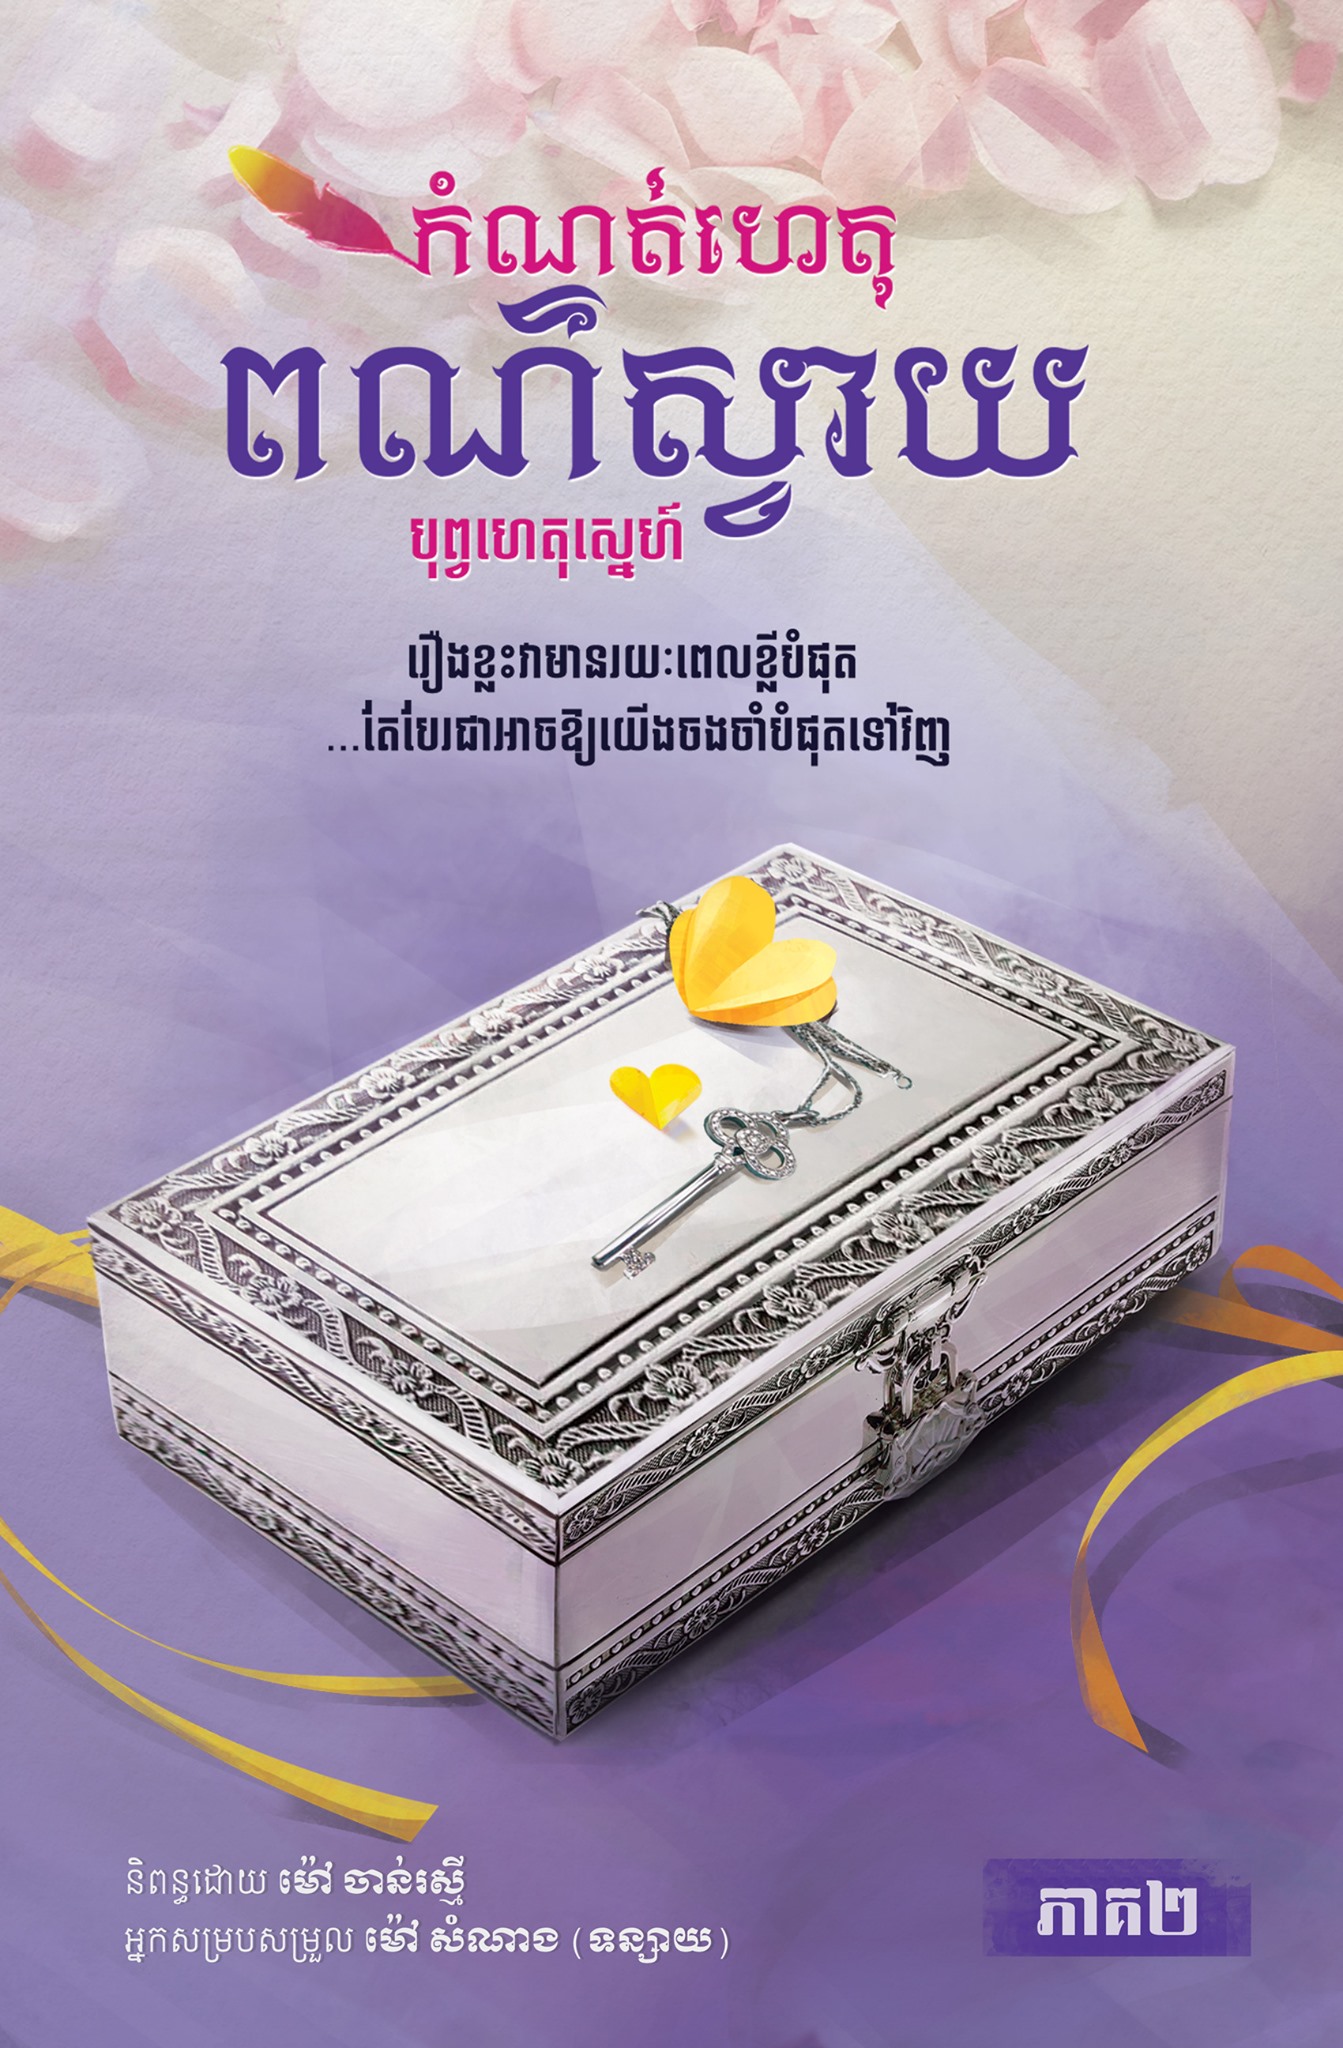 កំណត់ហេតុ
ពណ៌ស្វាយ
បុព្វហេតុស្នេហ៍
រឿងខ្លះវាមានរយៈពេលខ្លីបំផុត
...តែបែរជាអាចឱ្យយើងចងចាំបំផុតទៅវិញ
និពន្ធដោយ ម៉ៅ ចាន់រស្មី
អ្នកសម្របសម្រួល ម៉ៅ សំណាង (ទន្សាយ)
ភាគ២